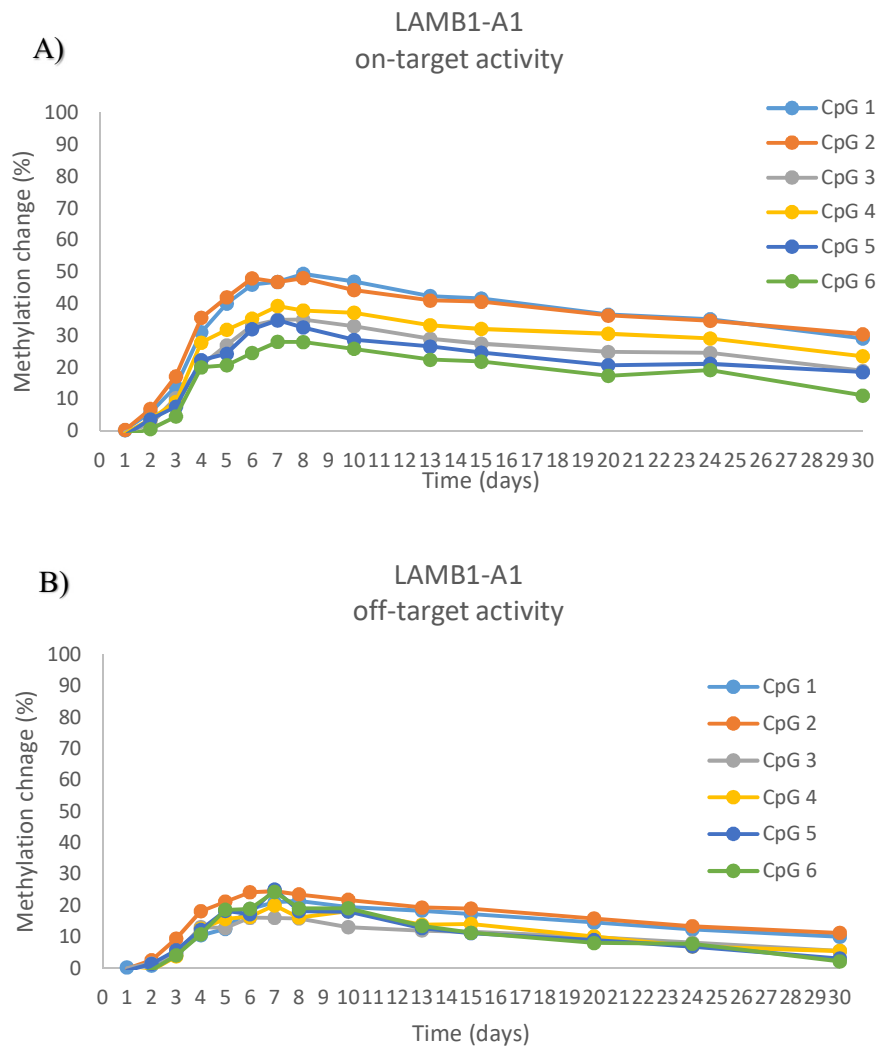 LAMB1-A1
A)
on-target activity
100
90
80
70
60
50
40
30
20
10
0
Methylation change (%)
CpG 1
CpG 2
CpG 3
CpG 4
CpG 5
CpG 6
0 1 2 3 4 5 6 7 8 9 10 11 12 13 14 15 16 17 18 19 20 21 22 23 24 25 26 27 28 29 30
Time (days)
B)
LAMB1-A1
off-target activity
100
90
80
70
60
50
40
30
20
10
0
Methylation chnage (%)
CpG 1
CpG 2
CpG 3
CpG 4
CpG 5
CpG 6
0 1 2 3 4 5 6 7 8 9 10 11 12 13 14 15 16 17 18 19 20 21 22 23 24 25 26 27 28 29 30
Time (days)